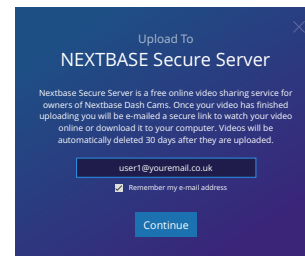 Upload To
NEXTBASE Secure Server
Nextbase Secure Server is a free online video sharing service for
owners of Nextbase Dash Cams. Once your video has finished
uploading you will be e-mailed a secure link to watch your video
online or download it to your computer. Videos will be
automatically deleted 30 days after they are uploaded.
user1@youremail.co.uk
Remember my e-mail address
Continue